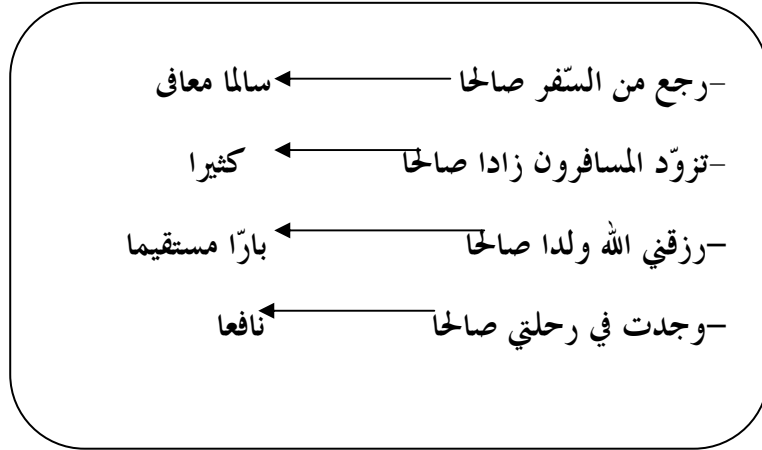 -رجع من السّفر صالحا سالما معافى
-تزوّد المسافرون زادا صالحا كثيرا
-رزقني الله ولدا صالحا بارّا مستقيما
-وجدت في رحلتي صالحا نافعا